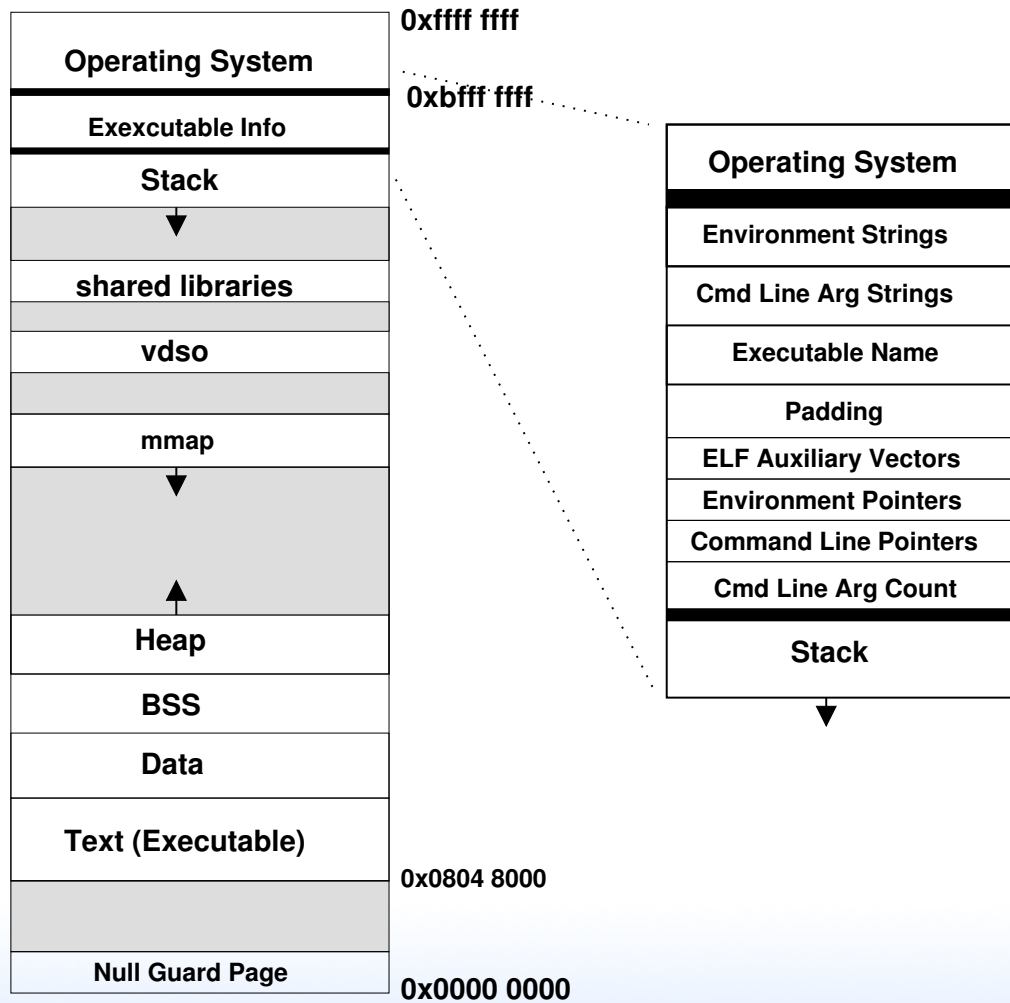 0xffff ffff
Operating System
0xbfff ffff
Exexcutable Info
Stack
shared libraries
vdso
mmap
Heap
BSS
Data
Text (Executable)
0x0804 8000
Null Guard Page
0x0000 0000
Operating System
Environment Strings
Cmd Line Arg Strings
Executable Name
Padding
ELF Auxiliary Vectors
Environment Pointers
Command Line Pointers
Cmd Line Arg Count
Stack